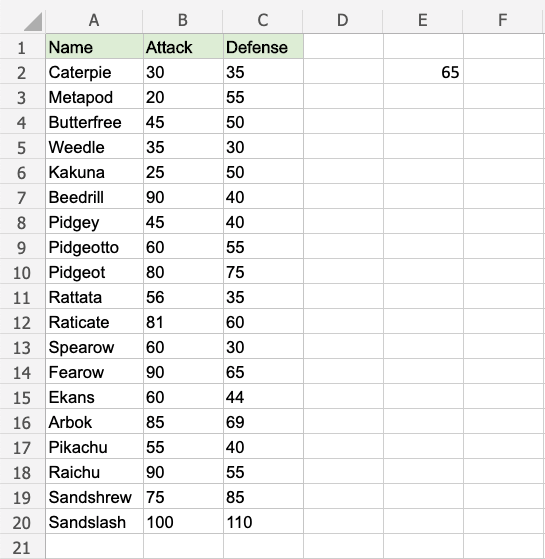 A B C D E F
1 Name Attack Defense
2 Caterpie 30 35 65
3 Metapod 20 55
4 Butterfree 45 50
5 Weedle 35 30
6 Kakuna 25 50
7 Beedrill 90 40
8 Pidgey 45 40
9 Pidgeotto 60 55
10 Pidgeot 80 75
11 Rattata 56 35
12 Raticate 81 60
13 Spearow 60 30
14 Fearow 90 65
15 Ekans 60 44
16 Arbok 85 69
17 Pikachu 55 40
18 Raichu 90 55
19 Sandshrew 75 85
20 Sandslash 100 110
21